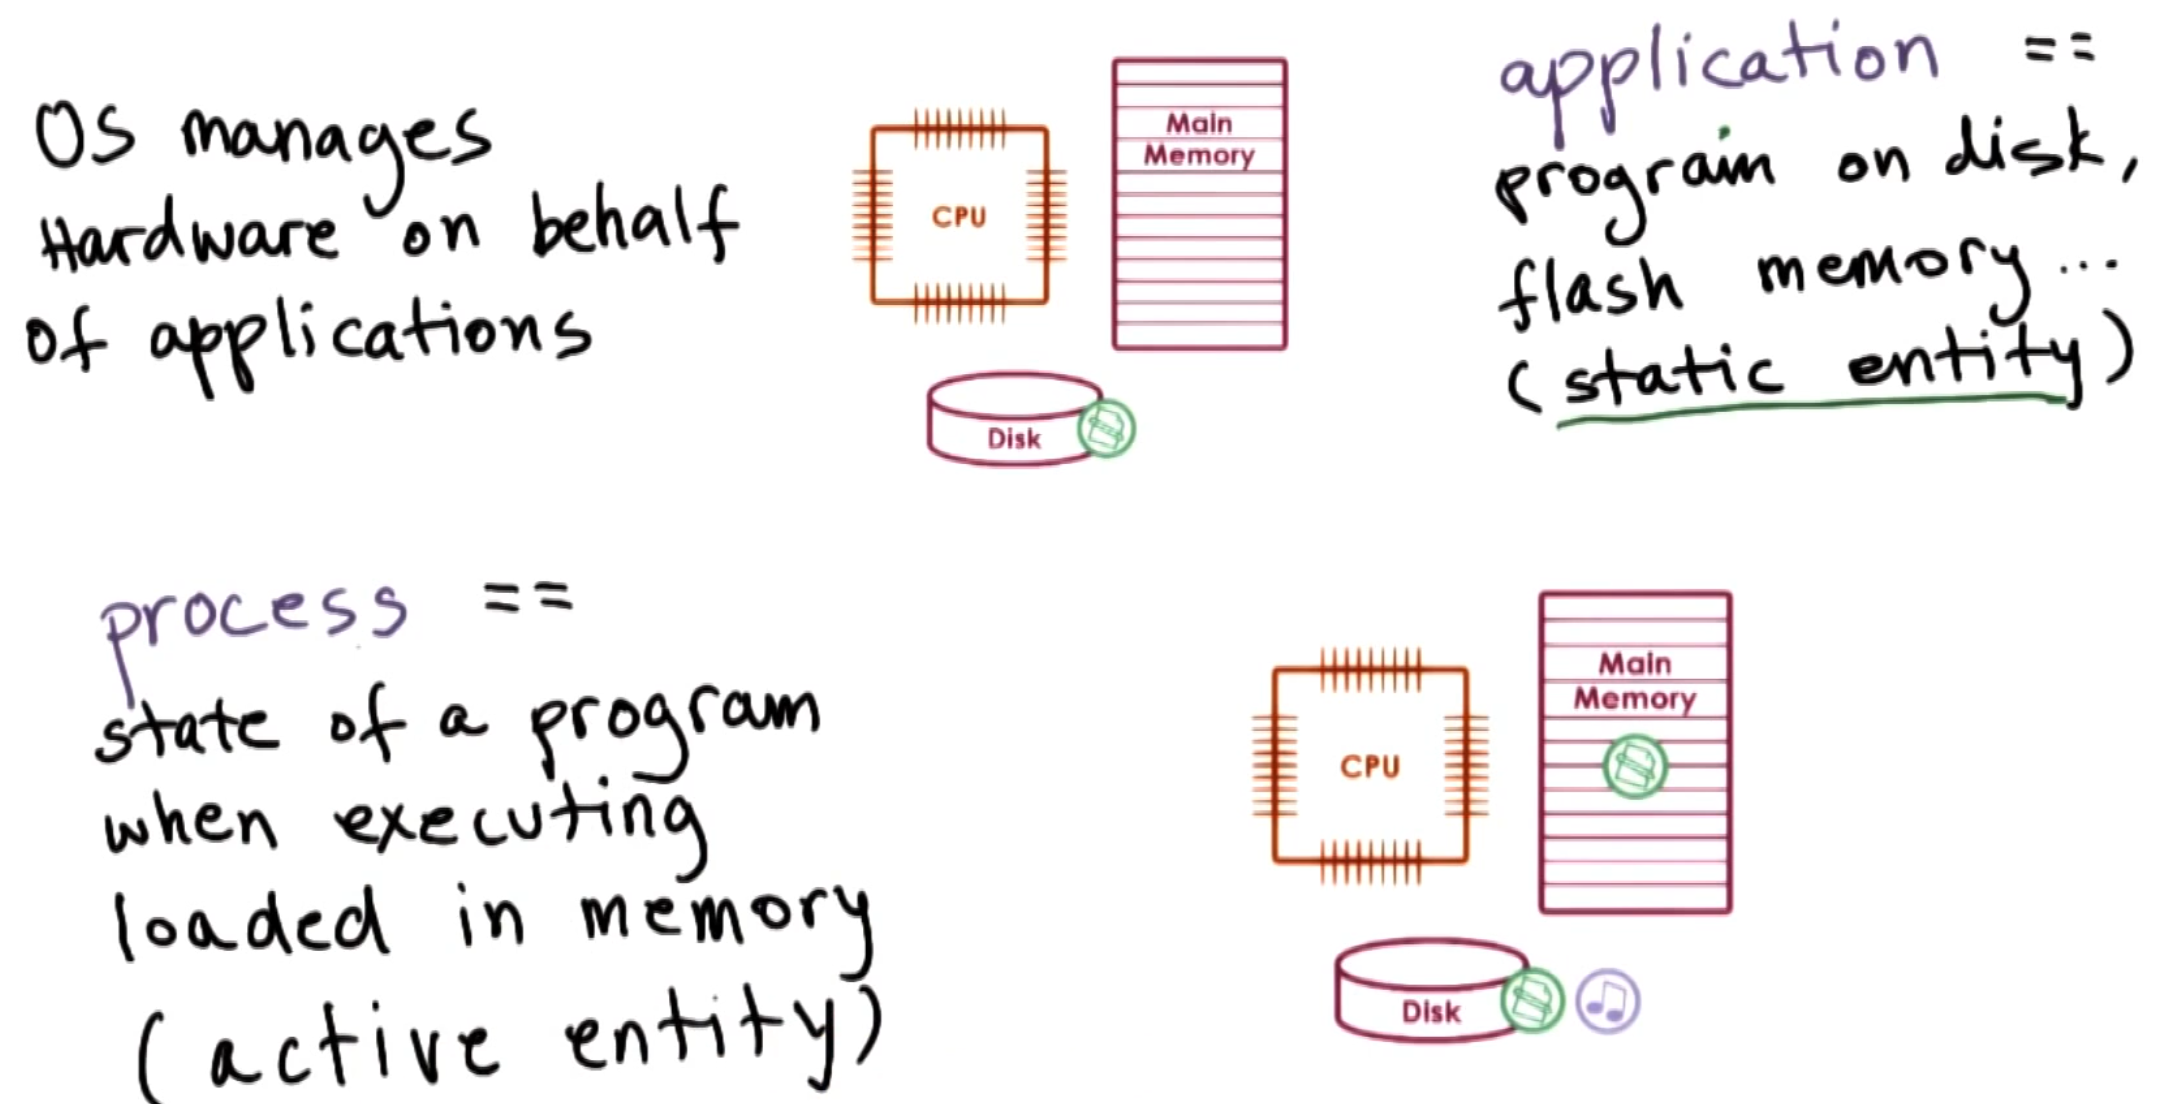 OS manages
Hardware on behalf
of applications
CPU
Main
Memory
Disk
application ==
program on disk,
flash memory...
(static entity)
process ==
state of a program
when executing
loaded in memory
(active entity)
CPU
Main
Memory
Disk